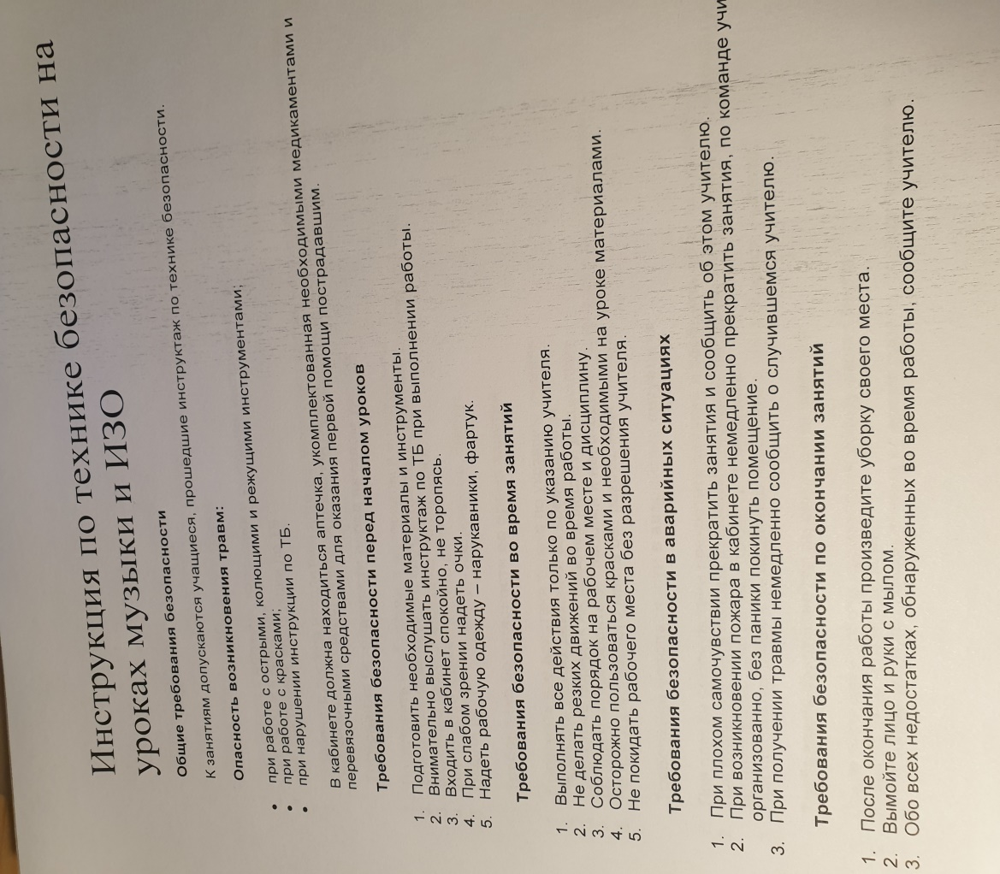 Инструкция по технике безопасности на
уроках музыки и ИЗО
Общие требования безопасности
К занятиям допускаются учащиеся, прошедшие инструктаж по технике безопасности.
Опасность возникновения травм:
• при работе с острыми, колющими и режущими инструментами;
• при работе с красками;
• при нарушении инструкции по ТБ.
В кабинете должна находиться аптечка, укомплектованная необходимыми медикаментами и
перевязочными средствами для оказания первой помощи пострадавшим.
Требования безопасности перед началом уроков
1. Подготовить необходимые материалы и инструменты.
2. Внимательно выслушать инструктаж по ТБ при выполнении работы.
3. Входить в кабинет спокойно, не торопясь.
4. При слабом зрении надеть очки.
5. Надеть рабочую одежду – нарукавники, фартук.
Требования безопасности во время занятий
1. Выполнять все действия только по указанию учителя.
2. Не делать резких движений во время работы.
3. Соблюдать порядок на рабочем месте и дисциплину.
4. Осторожно пользоваться красками и необходимыми на уроке материалами.
5. Не покидать рабочего места без разрешения учителя.
Требования безопасности в аварийных ситуациях
1. При плохом самочувствии прекратить занятия и сообщить об этом учителю.
2. При возникновении пожара в кабинете немедленно прекратить занятия, по команде учи
организованно, без паники покинуть помещение.
3. При получении травмы немедленно сообщить о случившемся учителю.
Требования безопасности по окончании занятий
1. После окончания работы произведите уборку своего места.
2. Вымойте лицо и руки с мылом.
3. Обо всех недостатках, обнаруженных во время работы, сообщите учителю.